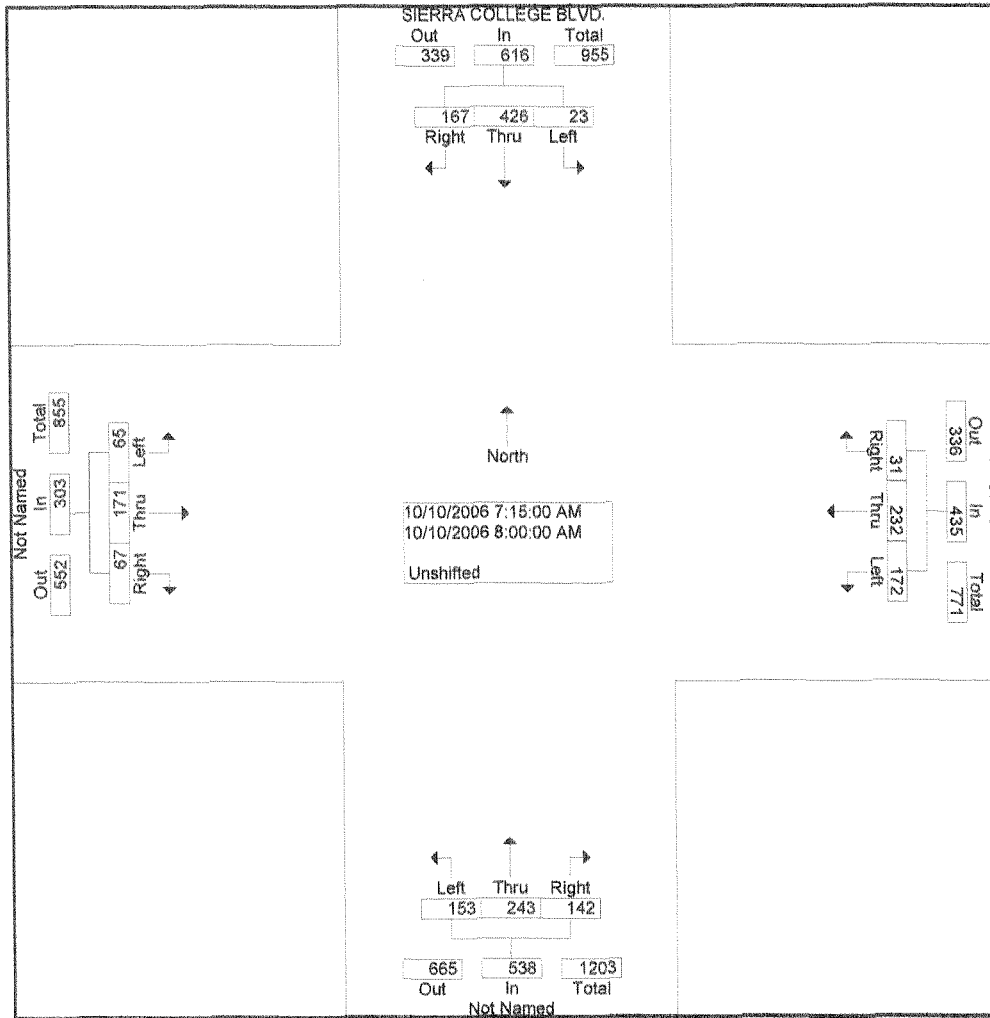 SIERRA COLLEGE BLVD.
Out In Total
339 616 955
167 426 23
Right Thru Left
Not Named
Total In Out
855 303 552
65 171 67
Left Thru Right
North
10/10/2006 7:15:00 AM
10/10/2006 8:00:00 AM
Unshifted
Out In Total
336 435 771
31 232 172
Right Thru Left
Left Thru Right
153 243 142
665 538 1203
Out In Total
Not Named